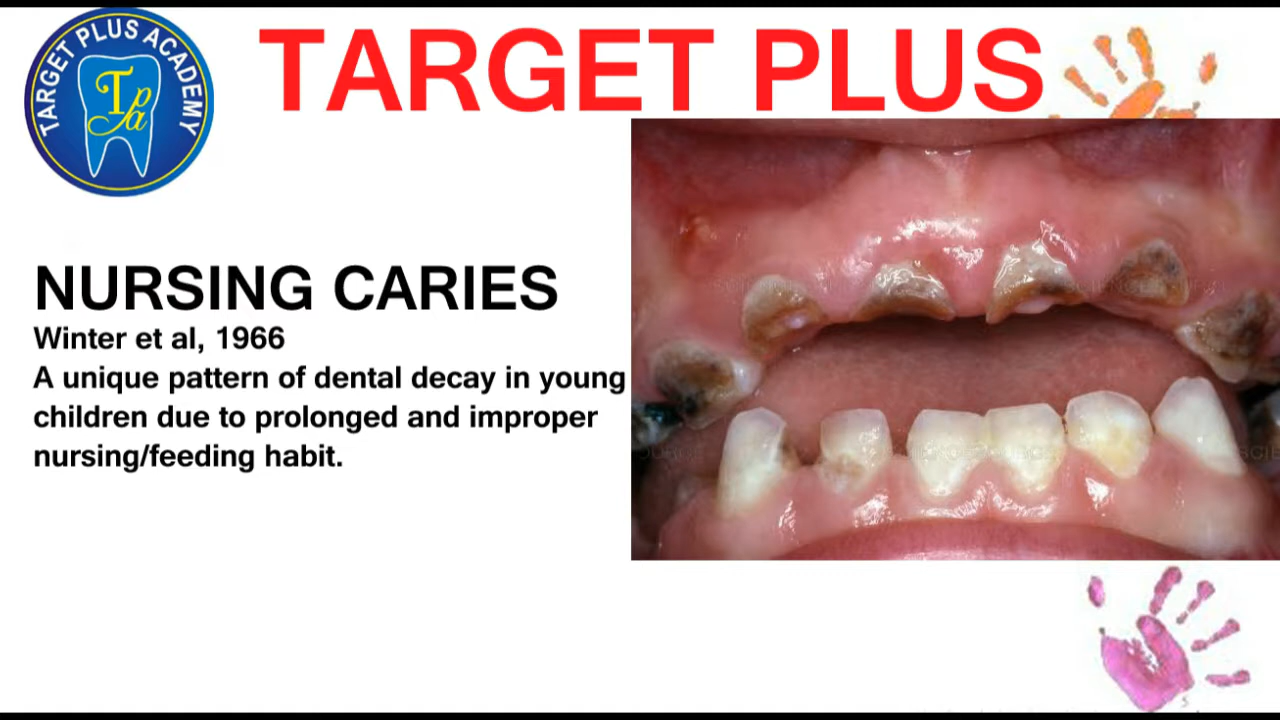 TARGET PLUS ACADEMY
Tpa
TARGET PLUS
NURSING CARIES
Winter et al, 1966
A unique pattern of dental decay in young
children due to prolonged and improper
nursing/feeding habit.